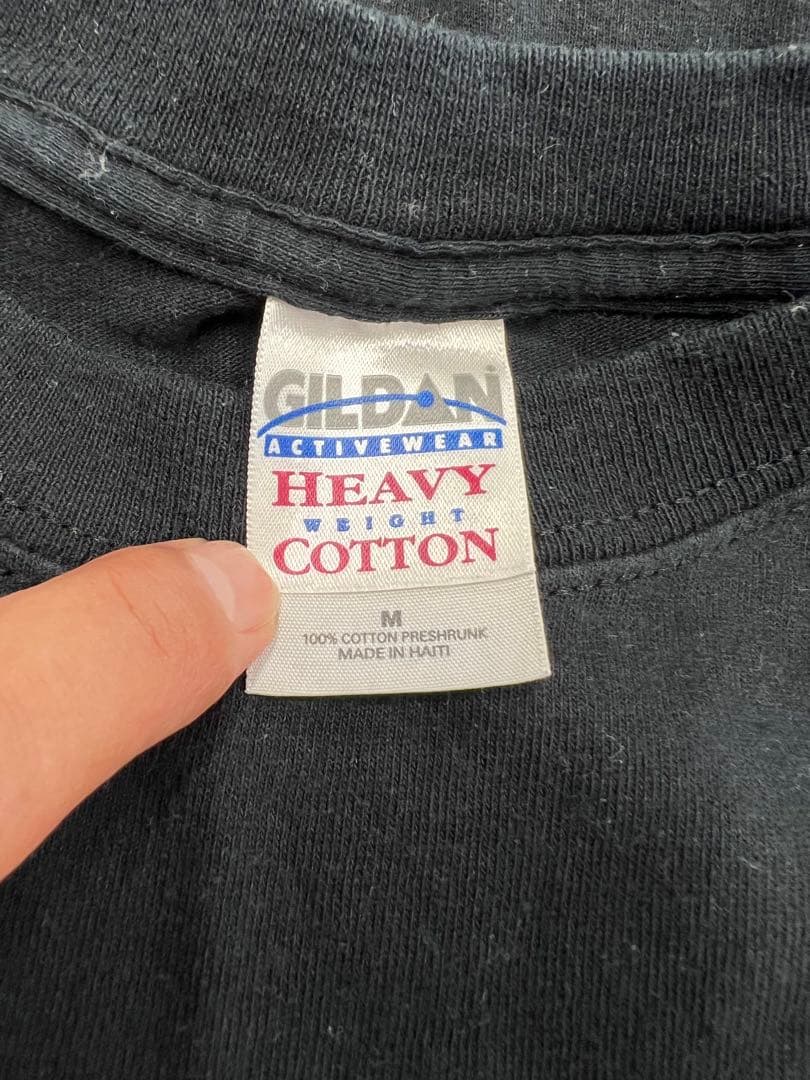 GILDAN
ACTIVEWEAR
HEAVY
WEIGHT
COTTON
M
100% COTTON PRESHRUNK
MADE IN HAITI